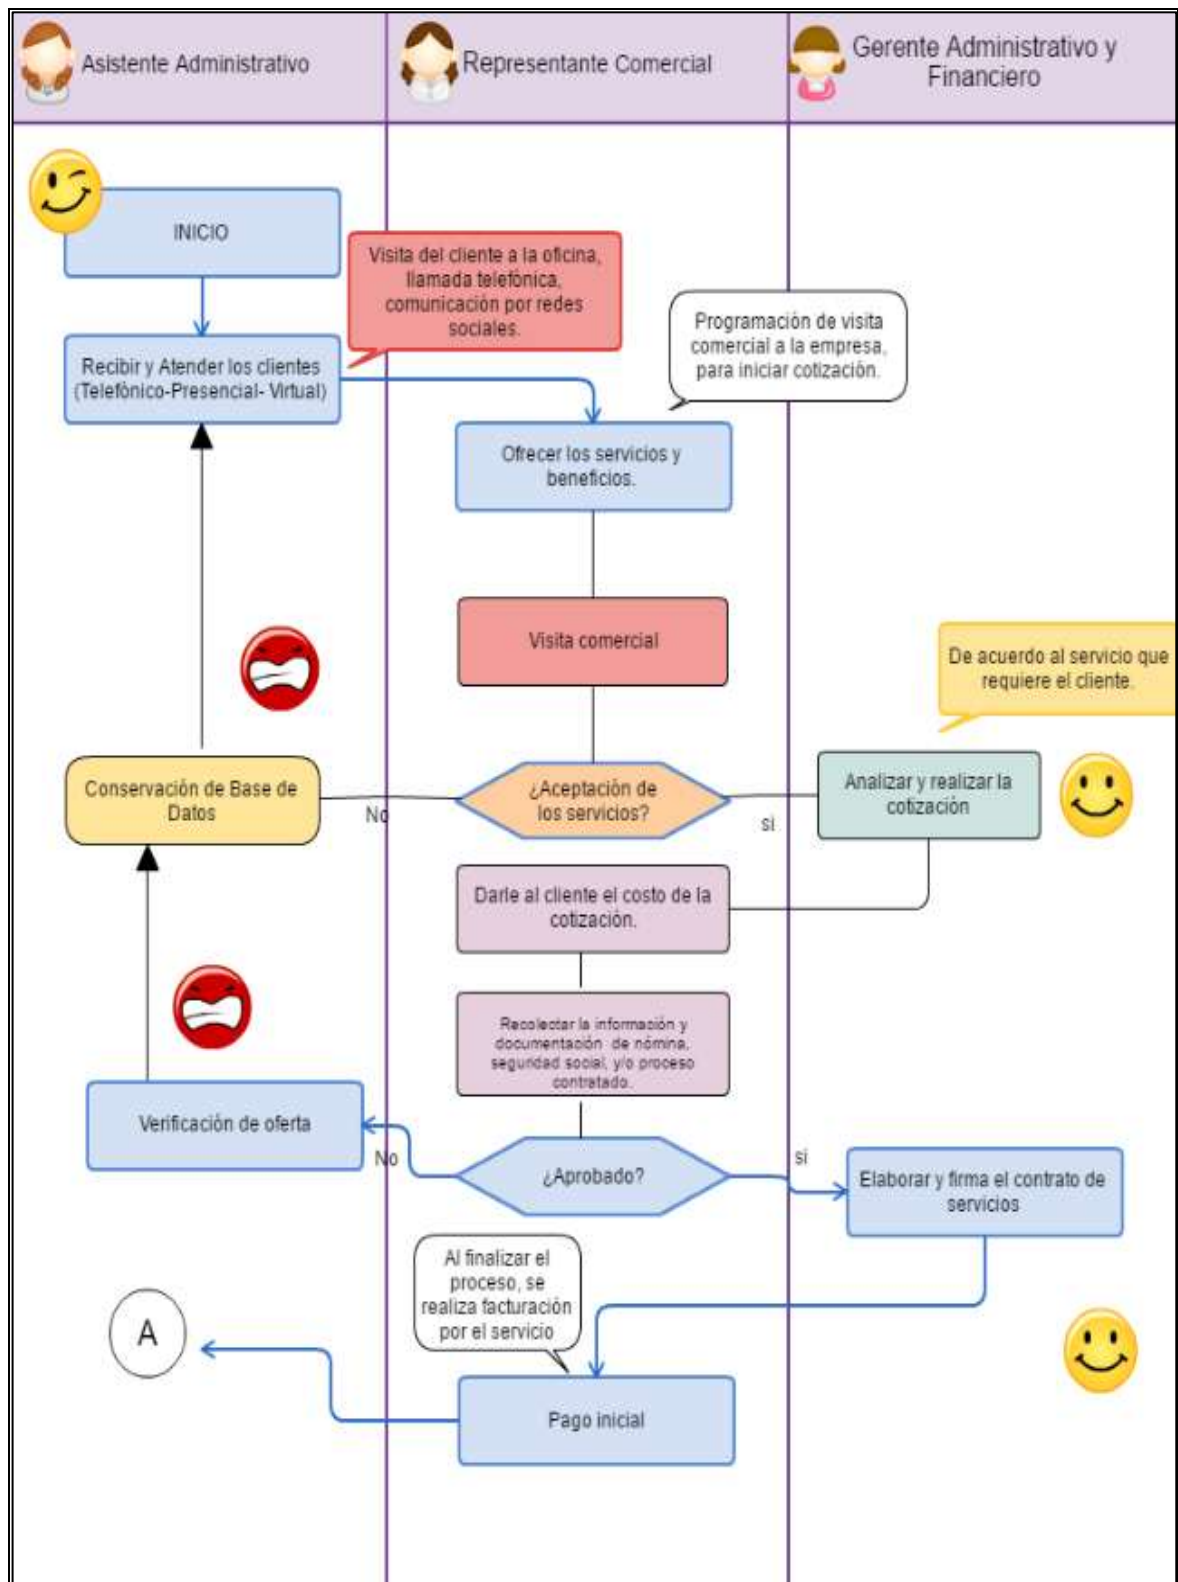 Asistente Administrativo
Representante Comercial
Gerente Administrativo y
Financiero
INICIO
Visita del cliente a la oficina,
llamada telefónica,
comunicación por redes
sociales.
Programación de visita
comercial a la empresa,
para iniciar cotización.
Recibir y Atender los clientes
(Telefónico-Presencial- Virtual)
Ofrecer los servicios y
beneficios.
Visita comercial
De acuerdo al servicio que
requiere el cliente.
Conservación de Base de
Datos
No
¿Aceptación de
los servicios?
si
Analizar y realizar la
cotización
Darle al cliente el costo de la
cotización.
Recolectar la información y
documentación de nómina,
seguridad social, y/o proceso
contratado.
Verificación de oferta
No
¿Aprobado?
si
Elaborar y firma el contrato de
servicios
Al finalizar el
proceso, se
realiza facturación
por el servicio
A
Pago inicial